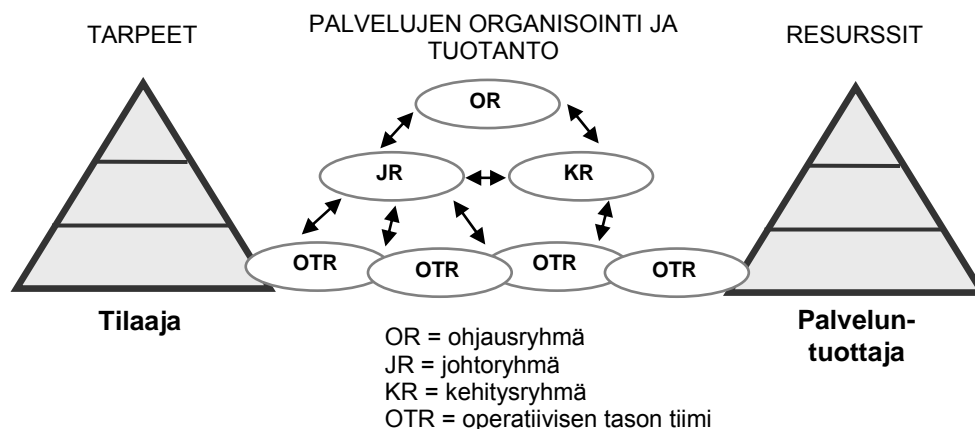 TARPEET
PALVELUJEN ORGANISOINTI JA
TUOTANTO
RESURSSIT
OR
JR
KR
OTR
OTR
OTR
OTR
Tilaaja
Palvelun-
tuottaja
OR = ohjausryhmä
JR = johtoryhmä
KR = kehitysryhmä
OTR = operatiivisen tason tiimi